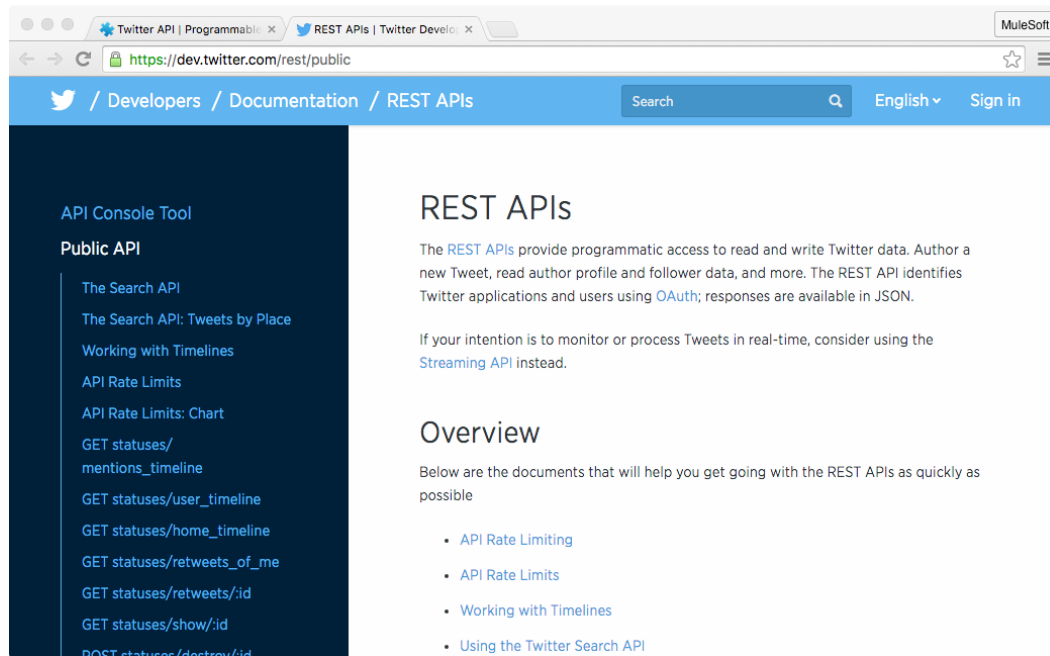 Twitter API | Programmable
REST APIs | Twitter Develop
MuleSoft
https://dev.twitter.com/rest/public
/ Developers / Documentation / REST APIs
Search
English
Sign in
API Console Tool
Public API
The Search API
The Search API: Tweets by Place
Working with Timelines
API Rate Limits
API Rate Limits: Chart
GET statuses/
mentions_timeline
GET statuses/user_timeline
GET statuses/home_timeline
GET statuses/retweets_of_me
GET statuses/retweets/:id
GET statuses/show/:id
POST statuses/destroy/:id
REST APIs
The REST APIs provide programmatic access to read and write Twitter data. Author a
new Tweet, read author profile and follower data, and more. The REST API identifies
Twitter applications and users using OAuth; responses are available in JSON.
If your intention is to monitor or process Tweets in real-time, consider using the
Streaming API instead.
Overview
Below are the documents that will help you get going with the REST APIs as quickly as
possible
• API Rate Limiting
• API Rate Limits
• Working with Timelines
• Using the Twitter Search API